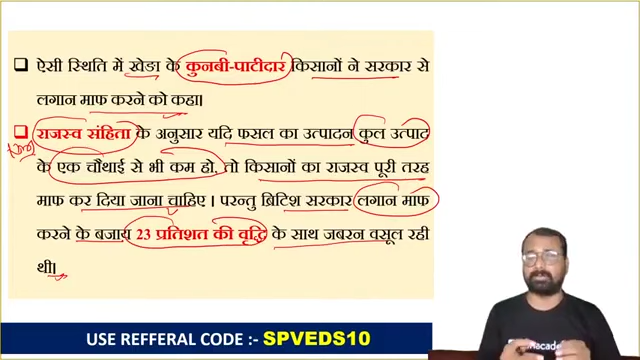 ऐसी स्थिति में खेड़ा के कुनबी-पाटीदार किसानों ने सरकार से
लगान माफ करने को कहा।
राजस्व संहिता के अनुसार यदि फसल का उत्पादन कुल उत्पाद
के एक चौथाई से भी कम हो, तो किसानों का राजस्व पूरी तरह
माफ कर दिया जाना चाहिए। परन्तु ब्रिटिश सरकार लगान माफ
करने के बजाय 23 प्रतिशत की वृद्धि के साथ जबरन वसूल रही
थी।
USE REFFERAL CODE :- SPVEDS10